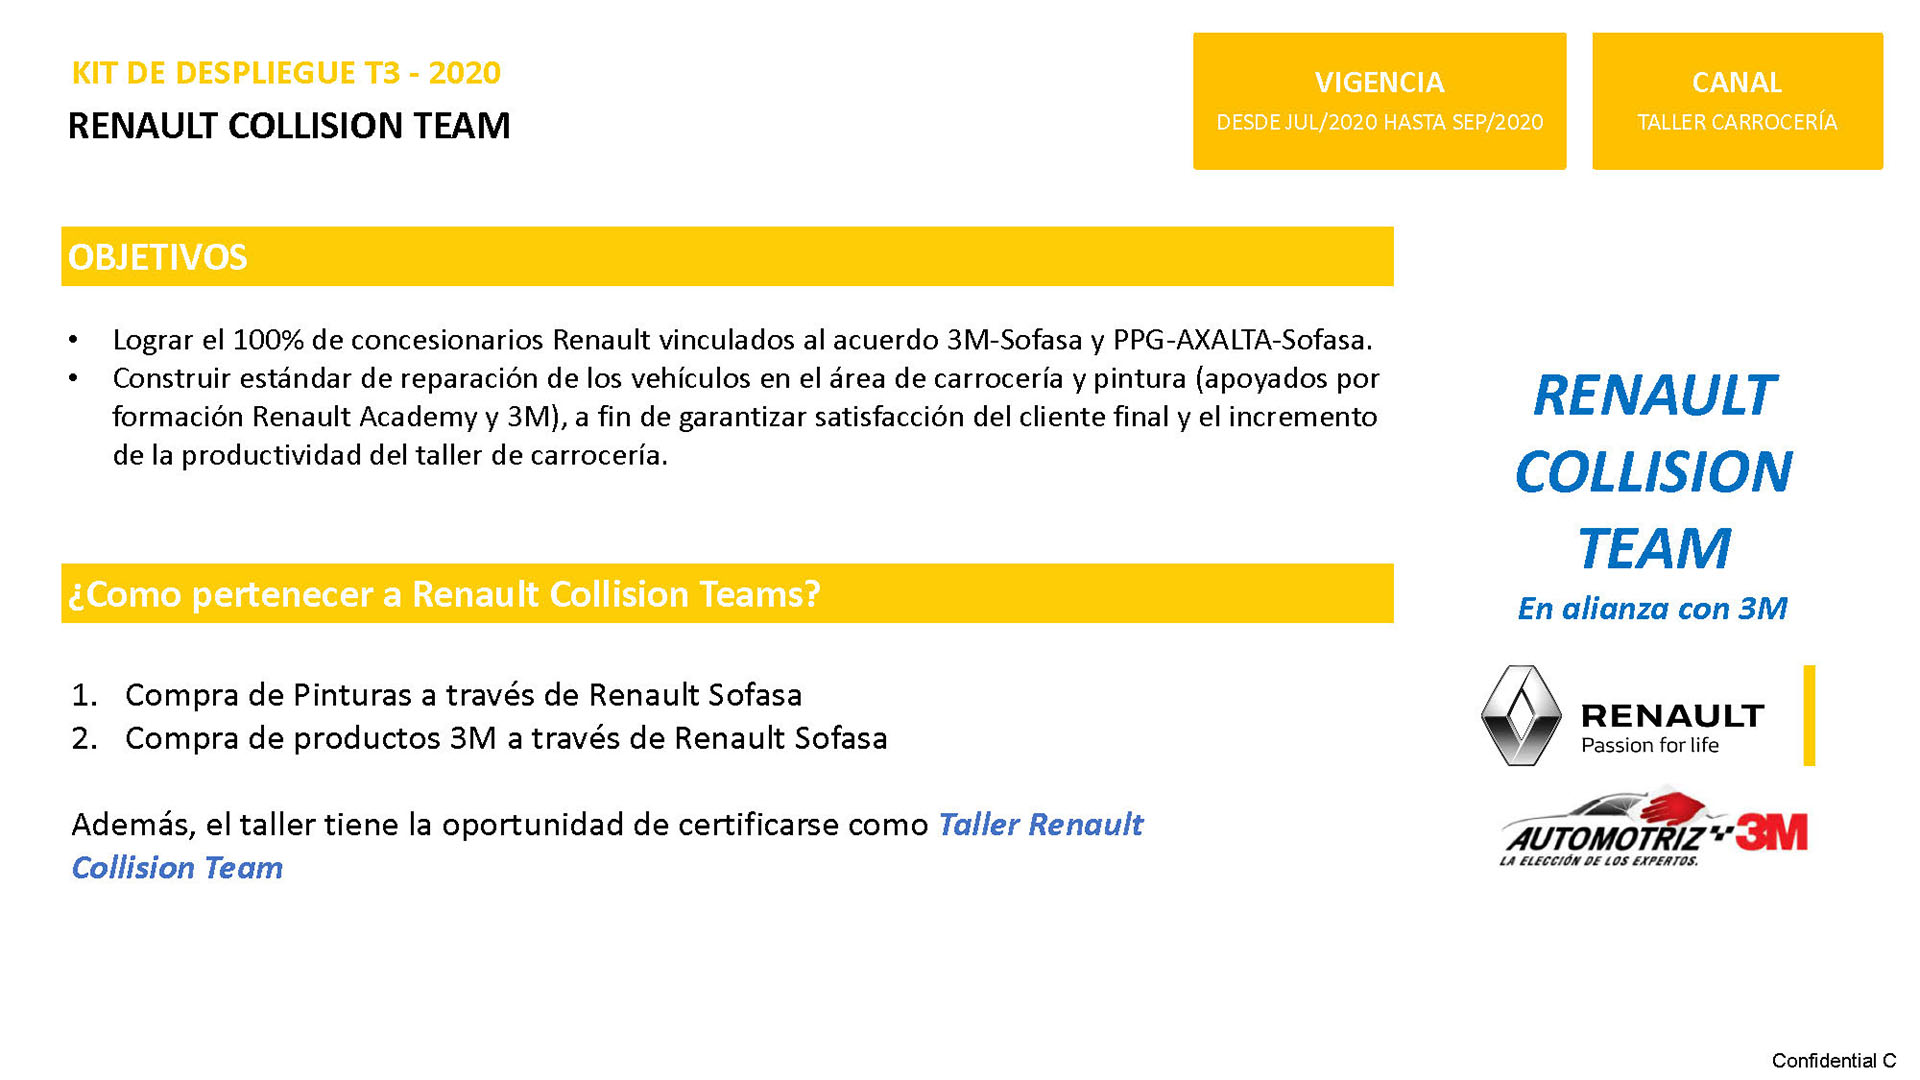 KIT DE DESPLIEGUE T3 - 2020
RENAULT COLLISION TEAM
VIGENCIA
DESDE JUL/2020 HASTA SEP/2020
CANAL
TALLER CARROCERÍA
OBJETIVOS
• Lograr el 100% de concesionarios Renault vinculados al acuerdo 3M-Sofasa y PPG-AXALTA-Sofasa.
• Construir estándar de reparación de los vehículos en el área de carrocería y pintura (apoyados por
formación Renault Academy y 3M), a fin de garantizar satisfacción del cliente final y el incremento
de la productividad del taller de carrocería.
¿Como pertenecer a Renault Collision Teams?
1. Compra de Pinturas a través de Renault Sofasa
2. Compra de productos 3M a través de Renault Sofasa
Además, el taller tiene la oportunidad de certificarse como Taller Renault
Collision Team
RENAULT
COLLISION
TEAM
En alianza con 3M
RENAULT
Passion for life
AUTOMOTRIZ 3M
LA ELECCIÓN DE LOS EXPERTOS.
Confidential C